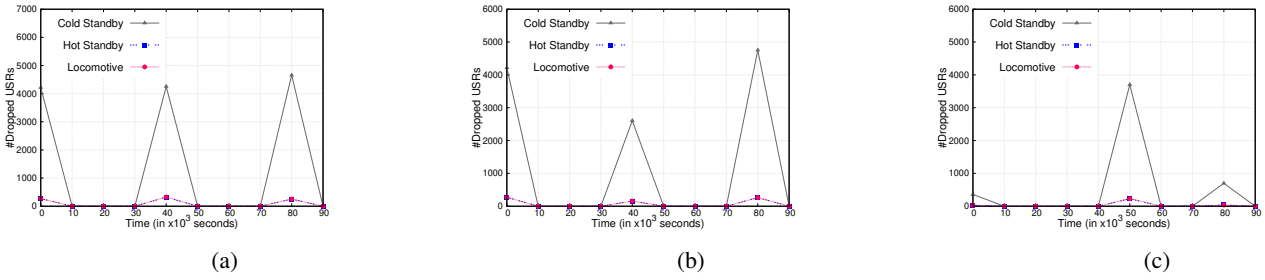 7000
6000
5000
4000
3000
2000
1000
0
#Dropped USRs
Cold Standby
Hot Standby
Locomotive
0 10 20 30 40 50 60 70 80 90
Time (in x10³ seconds)
(a)
6000
5000
4000
3000
2000
1000
0
#Dropped USRs
Cold Standby
Hot Standby
Locomotive
0 10 20 30 40 50 60 70 80 90
Time (in x10³ seconds)
(b)
6000
5000
4000
3000
2000
1000
0
#Dropped USRs
Cold Standby
Hot Standby
Locomotive
0 10 20 30 40 50 60 70 80 90
Time (in x10³ seconds)
(c)